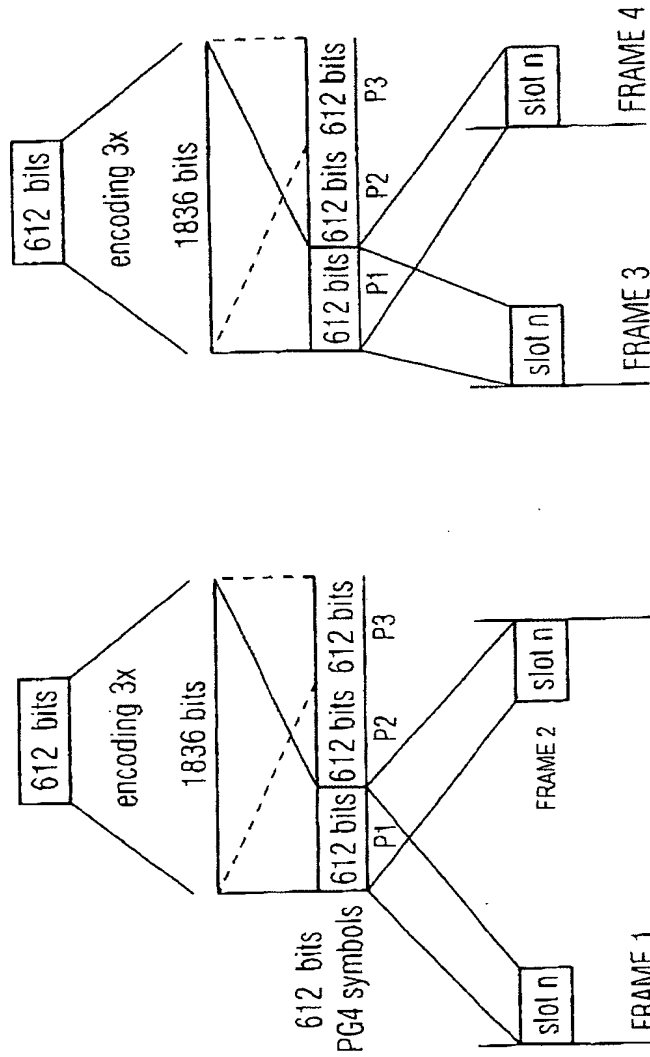 612 bits
encoding 3x
1836 bits
612 bits 612 bits 612 bits
P1 P2 P3
612 bits
PG4 symbols
slot n
slot n
FRAME 1
FRAME 2
612 bits
encoding 3x
1836 bits
612 bits 612 bits 612 bits
P1 P2 P3
slot n
slot n
FRAME 3
FRAME 4